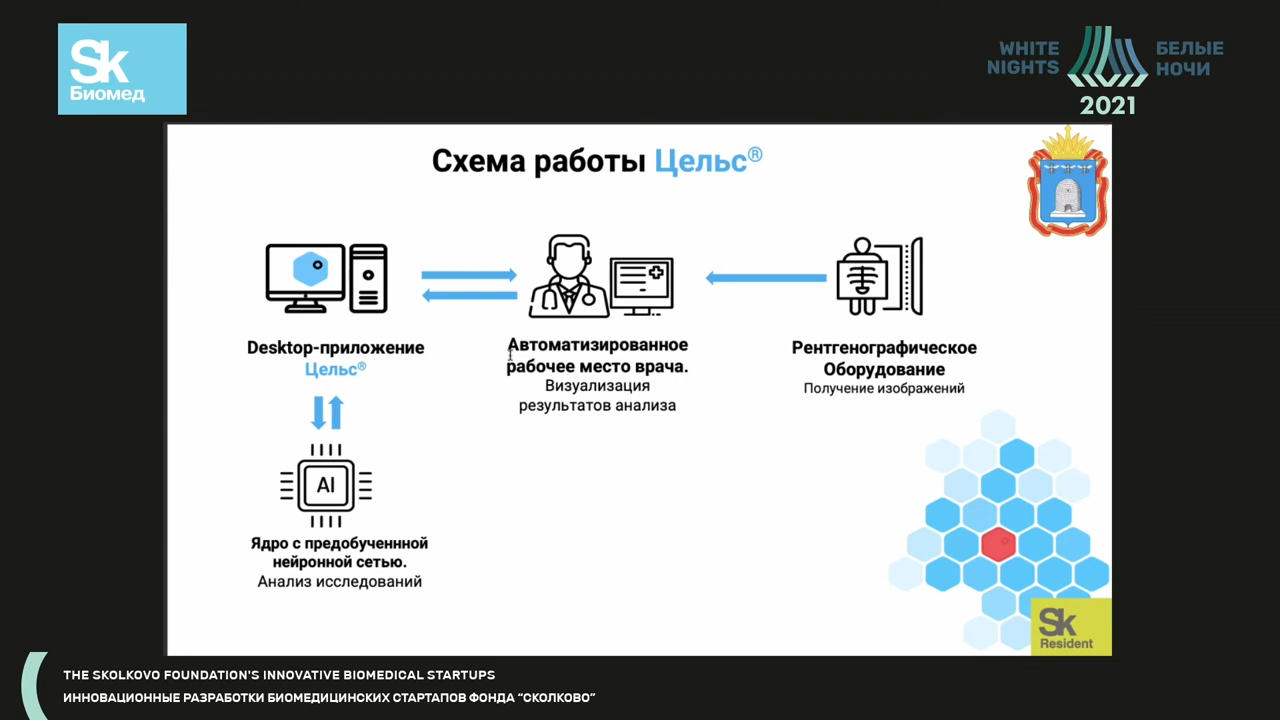 Sk
Биомед
WHITE
NIGHTS
БЕЛЫЕ
НОЧИ
2021
Схема работы Цельс®
Desktop-приложение
Цельс®
Автоматизированное
рабочее место врача.
Визуализация
результатов анализа
Рентгенографическое
Оборудование
Получение изображений
AI
Ядро с предобученнной
нейронной сетью.
Анализ исследований
Sk
Resident
THE SKOLKOVO FOUNDATION'S INNOVATIVE BIOMEDICAL STARTUPS
ИННОВАЦИОННЫЕ РАЗРАБОТКИ БИОМЕДИЦИНСКИХ СТАРТАПОВ ФОНДА "СКОЛКОВО"